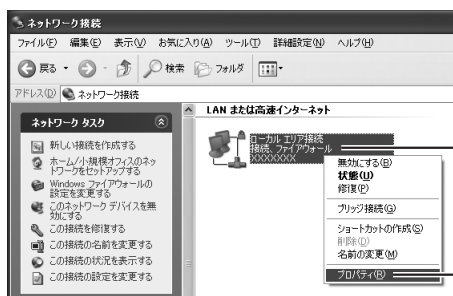 ネットワーク接続
ファイル(F) 編集(E) 表示(V) お気に入り(A) ツール(T) 詳細設定(N) ヘルプ(H)
戻る 検索 フォルダ
アドレス(D) ネットワーク接続
ネットワーク タスク
新しい接続を作成する
ホーム/小規模オフィスのネッ
トワークをセットアップする
Windows ファイアウォールの
設定を変更する
このネットワーク デバイスを無
効にする
この接続を修復する
この接続の名前を変更する
この接続の状況を表示する
この接続の設定を変更する
LAN または高速インターネット
ローカル エリア接続
接続、ファイアウォール
XXXXXXXX
無効にする(B)
状態(U)
修復(P)
ブリッジ接続(G)
ショートカットの作成(S)
削除(D)
名前の変更(M)
プロパティ(R)